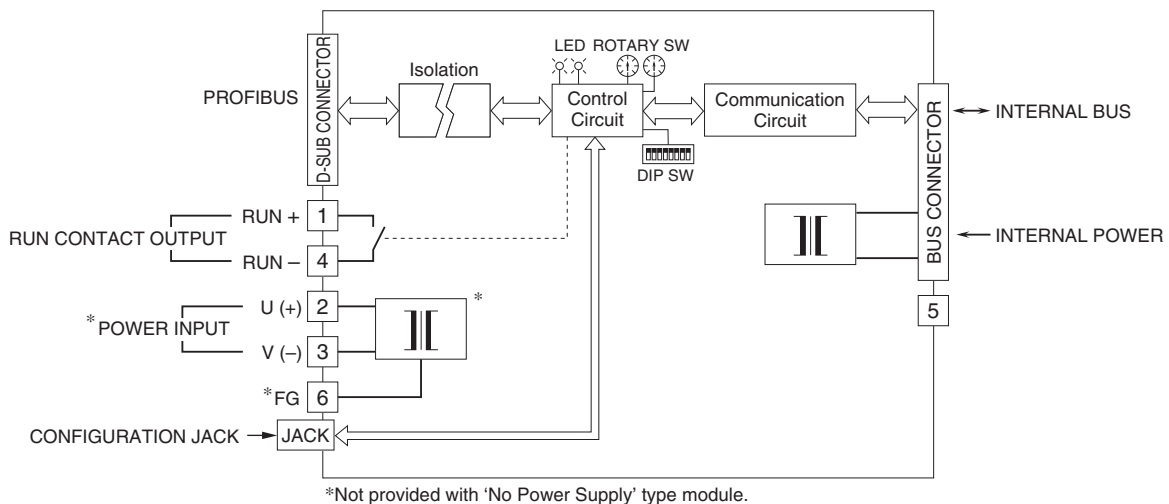 LED ROTARY SW
Isolation
PROFIBUS
D-SUB CONNECTOR
Control
Circuit
Communication
Circuit
BUS CONNECTOR
INTERNAL BUS
DIP SW
RUN CONTACT OUTPUT
RUN +
1
RUN –
4
INTERNAL POWER
5
*POWER INPUT
U (+)
2
*
V (–)
3
*FG
6
CONFIGURATION JACK
JACK
*Not provided with ‘No Power Supply’ type module.